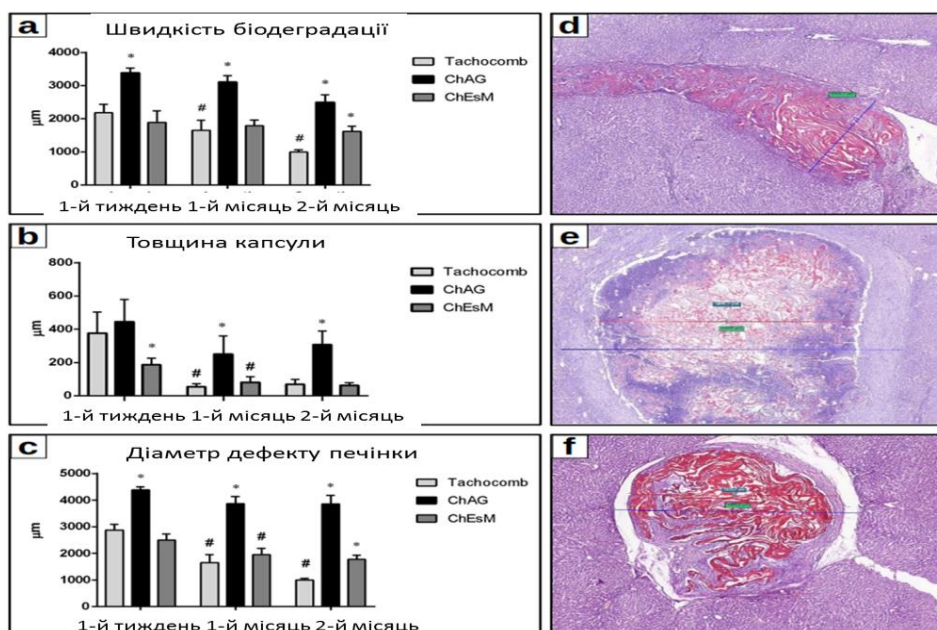 a
Швидкість біодеградації
4000
3000
2000
1000
0
μm
*
*
*
*
#
#
Tachocomb
ChAG
ChEsM
1-й тиждень 1-й місяць 2-й місяць
b
Товщина капсули
800
600
400
200
0
μm
*
*
*
#
#
Tachocomb
ChAG
ChEsM
1-й тиждень 1-й місяць 2-й місяць
c
Діаметр дефекту печінки
5000
4000
3000
2000
1000
0
μm
*
*
*
*
#
#
#
Tachocomb
ChAG
ChEsM
1-й тиждень 1-й місяць 2-й місяць
d
e
f